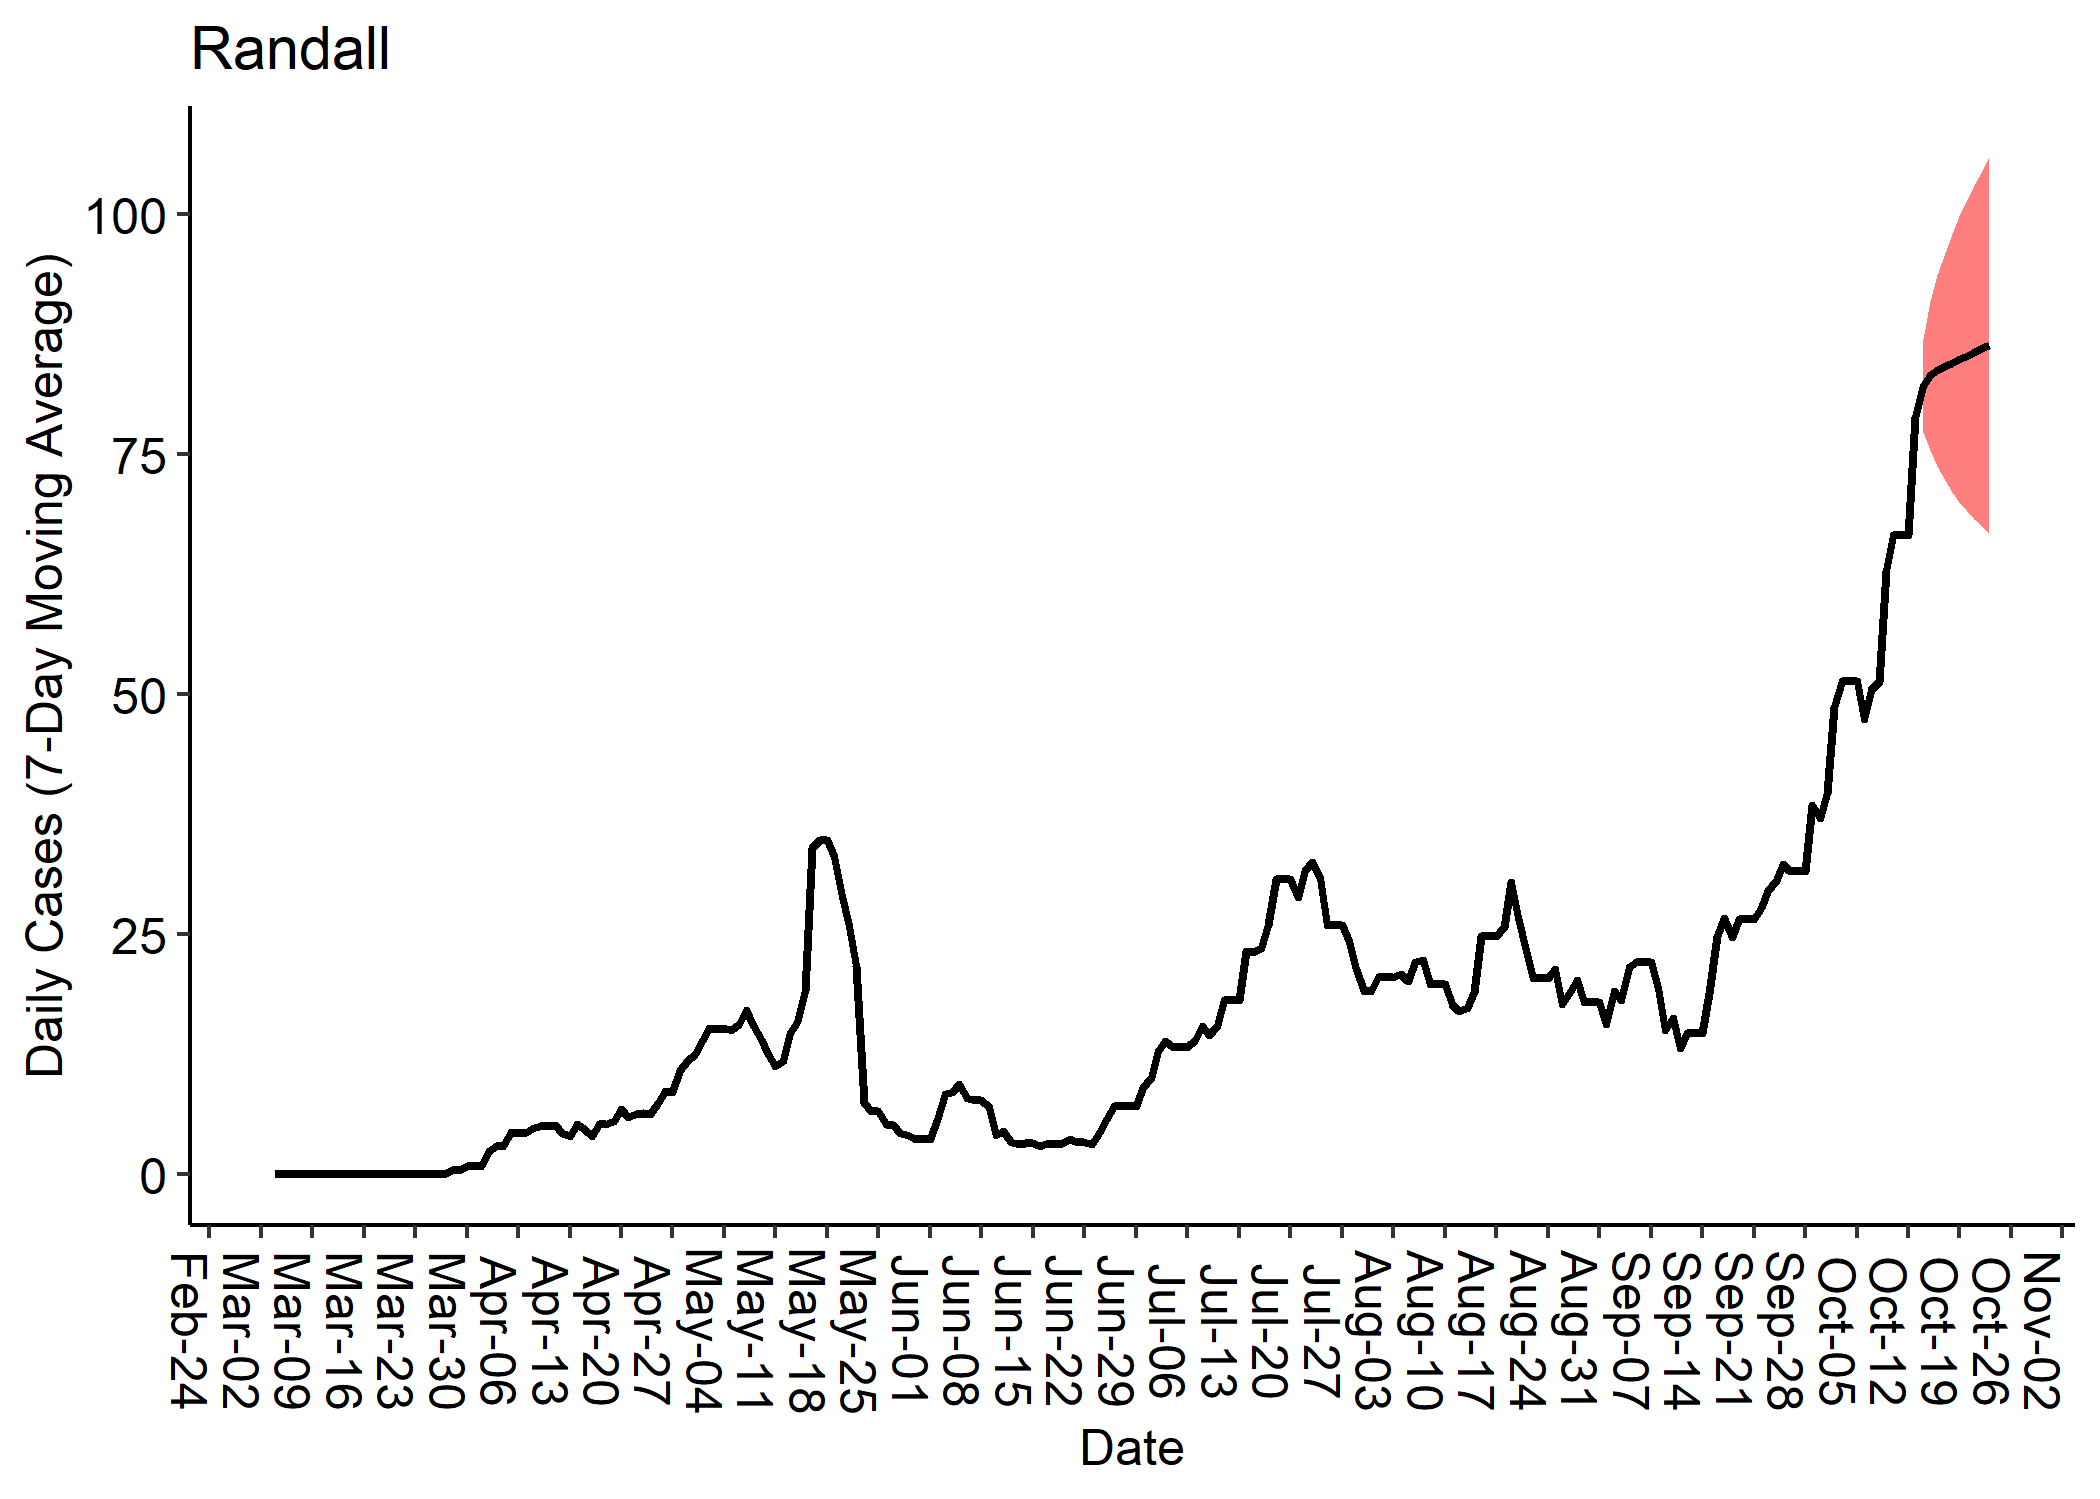 Randall
Daily Cases (7-Day Moving Average)
100
75
50
25
0
Feb-24
Mar-02
Mar-09
Mar-16
Mar-23
Mar-30
Apr-06
Apr-13
Apr-20
Apr-27
May-04
May-11
May-18
May-25
Jun-01
Jun-08
Jun-15
Jun-22
Jun-29
Jul-06
Jul-13
Jul-20
Jul-27
Aug-03
Aug-10
Aug-17
Aug-24
Aug-31
Sep-07
Sep-14
Sep-21
Sep-28
Oct-05
Oct-12
Oct-19
Oct-26
Nov-02
Date